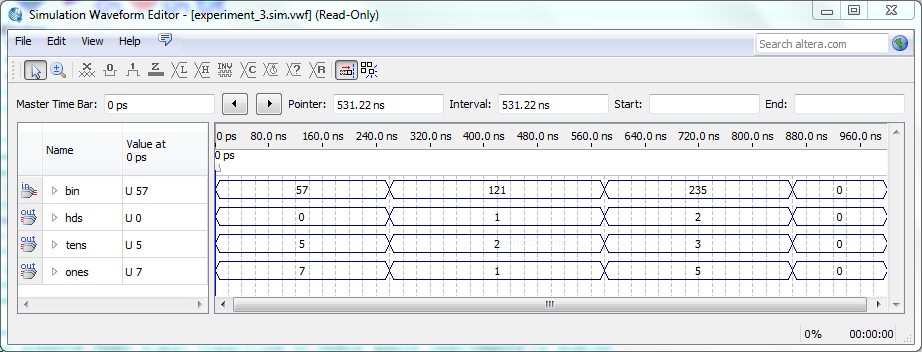 Simulation Waveform Editor - [experiment_3.sim.vwf] (Read-Only)
File Edit View Help Search altera.com
Master Time Bar: 0 ps Pointer: 531.22 ns Interval: 531.22 ns Start: End:
Name Value at 0 ps
0 ps 80.0 ns 160.0 ns 240.0 ns 320.0 ns 400.0 ns 480.0 ns 560.0 ns 640.0 ns 720.0 ns 800.0 ns 880.0 ns 960.0 ns
0 ps
in bin U 57 57 121 235 0
out hds U 0 0 1 2 0
out tens U 5 5 2 3 0
out ones U 7 7 1 5 0
0% 00:00:00